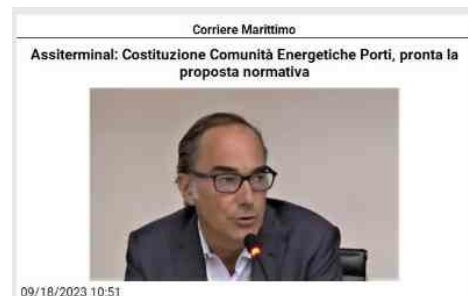 Corriere Marittimo
Assiterminal: Costituzione Comunità Energetiche Porti, pronta la
proposta normativa
09/18/2023 10:51